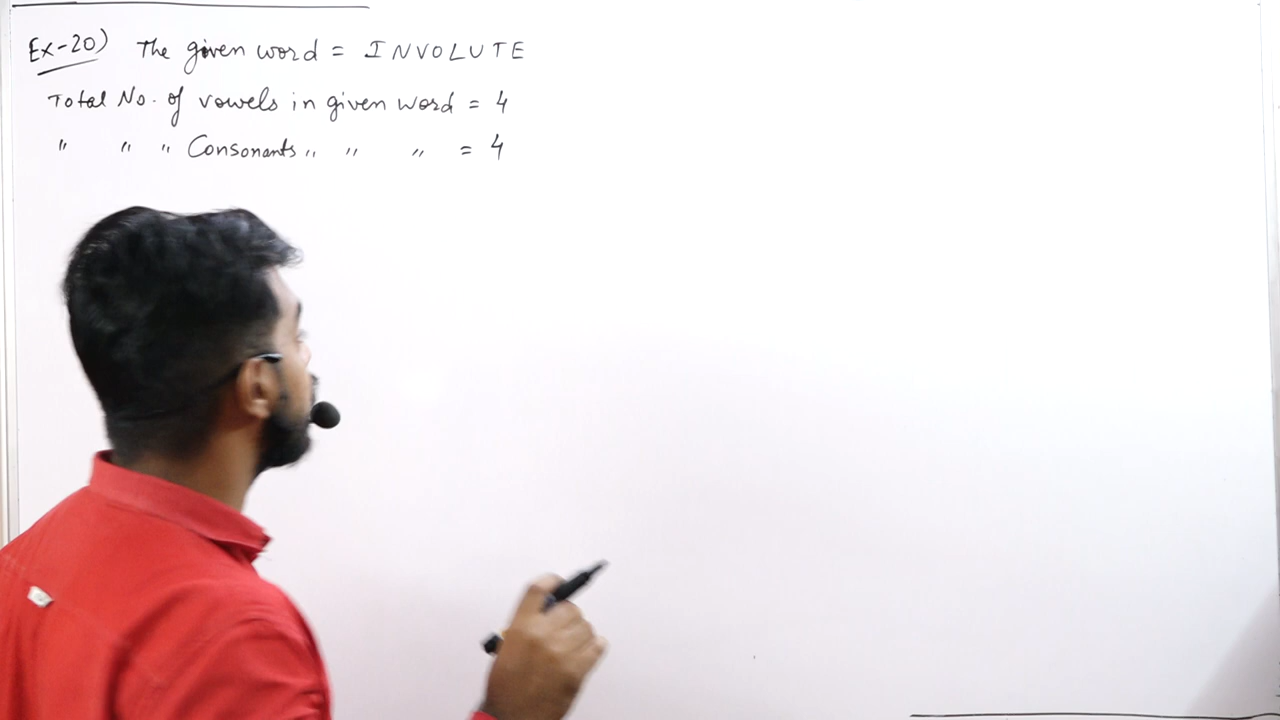 Ex-20) The given word = INVOLUTE
Total No. of vowels in given word = 4
" " " Consonants " " " = 4